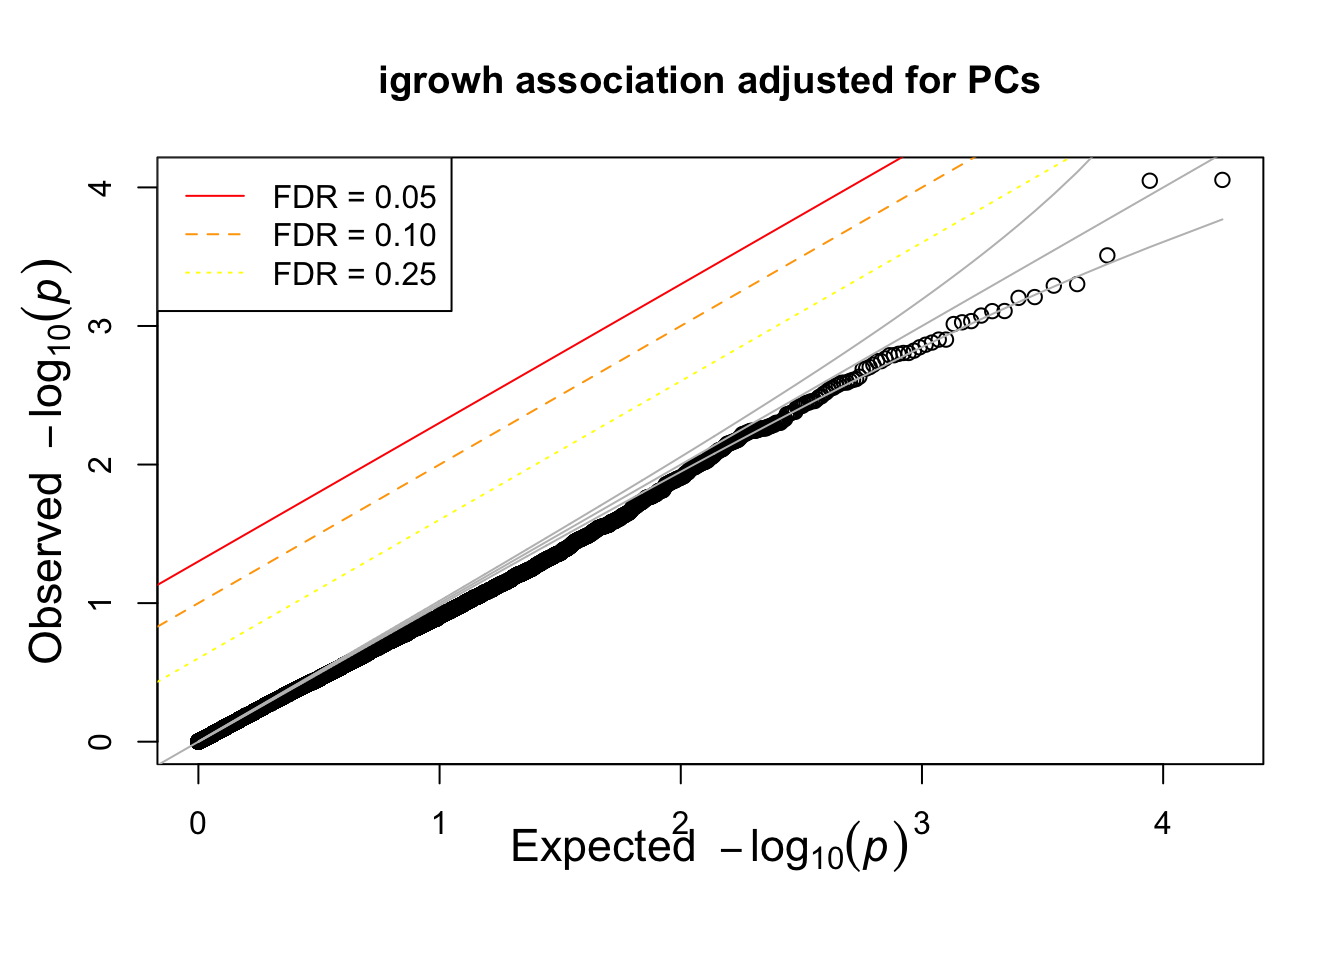 igrowh association adjusted for PCs
FDR = 0.05
FDR = 0.10
FDR = 0.25
Observed −log10(p)
4
3
2
1
0
0 1 2 3 4
Expected −log10(p)